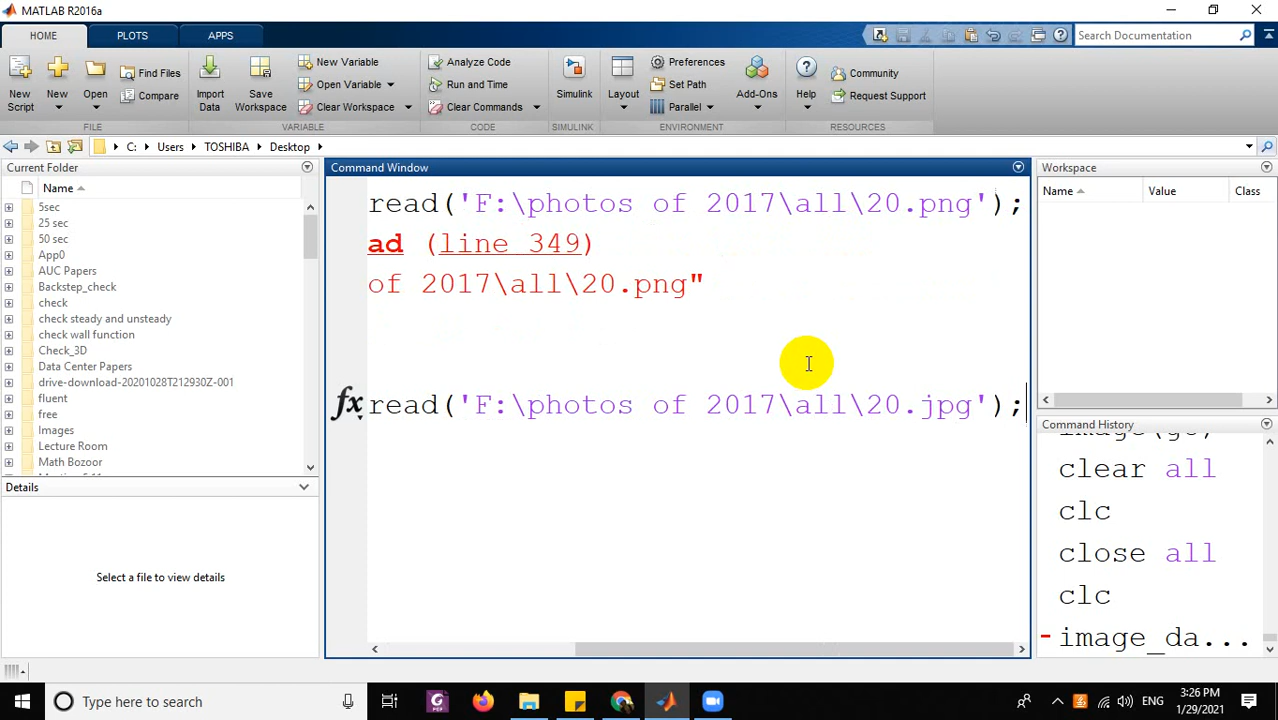 MATLAB R2016a
HOME PLOTS APPS Search Documentation
New Script New Open Find Files Compare Import Data Save Workspace New Variable Open Variable Clear Workspace Analyze Code Run and Time Clear Commands Simulink Layout Preferences Set Path Parallel Add-Ons Help Community Request Support
FILE VARIABLE CODE SIMULINK ENVIRONMENT RESOURCES
C: Users TOSHIBA Desktop
Current Folder
Name
5sec
25 sec
50 sec
App0
AUC Papers
Backstep_check
check
check steady and unsteady
check wall function
Check_3D
Data Center Papers
drive-download-20201028T212930Z-001
fluent
free
Images
Lecture Room
Math Bozoor
Details
Select a file to view details
Command Window
read('F:\photos of 2017\all\20.png');
ad (line 349)
of 2017\all\20.png"
fx read('F:\photos of 2017\all\20.jpg');
Workspace
Name Value Class
Command History
clear all
clc
close all
clc
image_da...
Type here to search
ENG
3:26 PM
1/29/2021